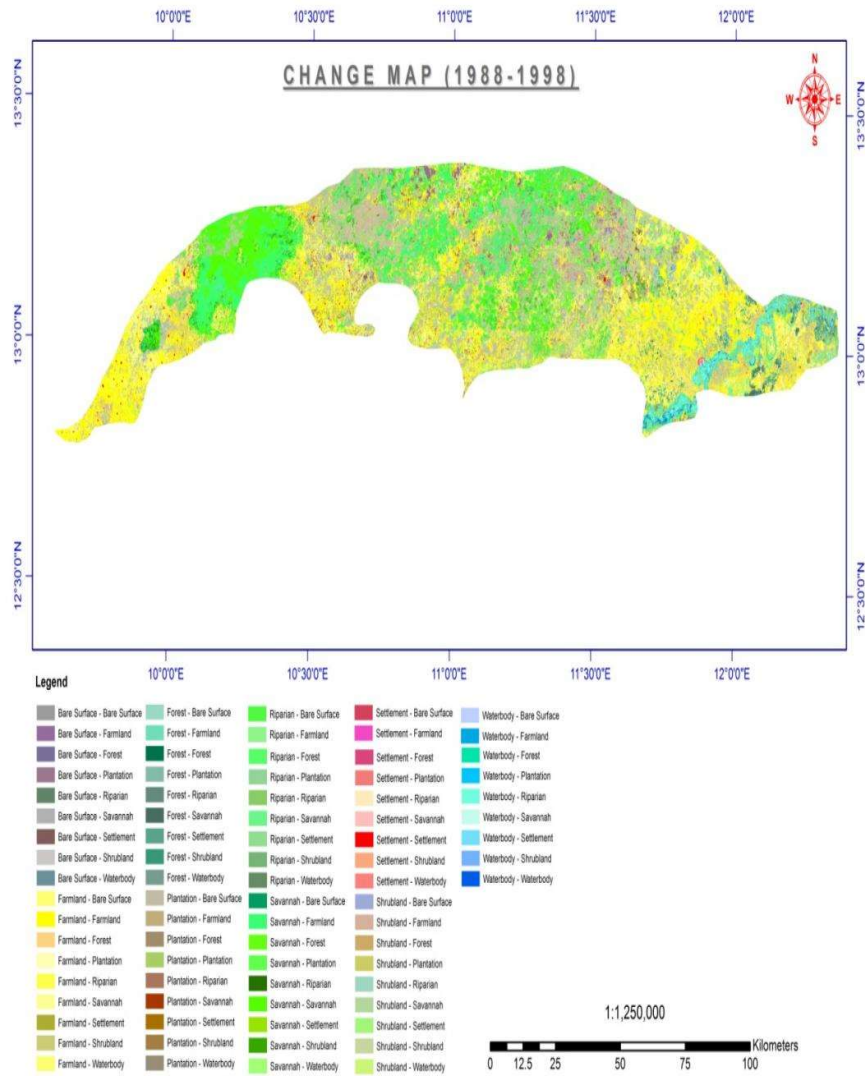 10°0'0"E 10°30'0"E 11°0'0"E 11°30'0"E 12°0'0"E
CHANGE MAP (1988-1998)
N
W E
S
13°30'0"N 13°30'0"N
13°0'0"N 13°0'0"N
12°30'0"N 12°30'0"N
10°0'0"E 10°30'0"E 11°0'0"E 11°30'0"E 12°0'0"E
Legend
Bare Surface - Bare Surface
Bare Surface - Farmland
Bare Surface - Forest
Bare Surface - Plantation
Bare Surface - Riparian
Bare Surface - Savannah
Bare Surface - Settlement
Bare Surface - Shrubland
Bare Surface - Waterbody
Farmland - Bare Surface
Farmland - Farmland
Farmland - Forest
Farmland - Plantation
Farmland - Riparian
Farmland - Savannah
Farmland - Settlement
Farmland - Shrubland
Farmland - Waterbody
Forest - Bare Surface
Forest - Farmland
Forest - Forest
Forest - Plantation
Forest - Riparian
Forest - Savannah
Forest - Settlement
Forest - Shrubland
Forest - Waterbody
Plantation - Bare Surface
Plantation - Farmland
Plantation - Forest
Plantation - Plantation
Plantation - Riparian
Plantation - Savannah
Plantation - Settlement
Plantation - Shrubland
Plantation - Waterbody
Riparian - Bare Surface
Riparian - Farmland
Riparian - Forest
Riparian - Plantation
Riparian - Riparian
Riparian - Savannah
Riparian - Settlement
Riparian - Shrubland
Riparian - Waterbody
Savannah - Bare Surface
Savannah - Farmland
Savannah - Forest
Savannah - Plantation
Savannah - Riparian
Savannah - Savannah
Savannah - Settlement
Savannah - Shrubland
Savannah - Waterbody
Settlement - Bare Surface
Settlement - Farmland
Settlement - Forest
Settlement - Plantation
Settlement - Riparian
Settlement - Savannah
Settlement - Settlement
Settlement - Shrubland
Settlement - Waterbody
Shrubland - Bare Surface
Shrubland - Farmland
Shrubland - Forest
Shrubland - Plantation
Shrubland - Riparian
Shrubland - Savannah
Shrubland - Settlement
Shrubland - Shrubland
Shrubland - Waterbody
Waterbody - Bare Surface
Waterbody - Farmland
Waterbody - Forest
Waterbody - Plantation
Waterbody - Riparian
Waterbody - Savannah
Waterbody - Settlement
Waterbody - Shrubland
Waterbody - Waterbody
1:1,250,000
Kilometers
0 12.5 25 50 75 100